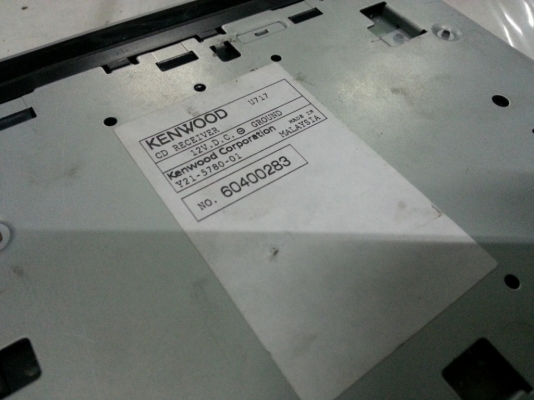 KENWOOD U717
CD RECEIVER
12V.D.C. ⊖ GROUND
Kenwood Corporation MADE IN
Y21-5780-01 MALAYSIA
NO. 60400283